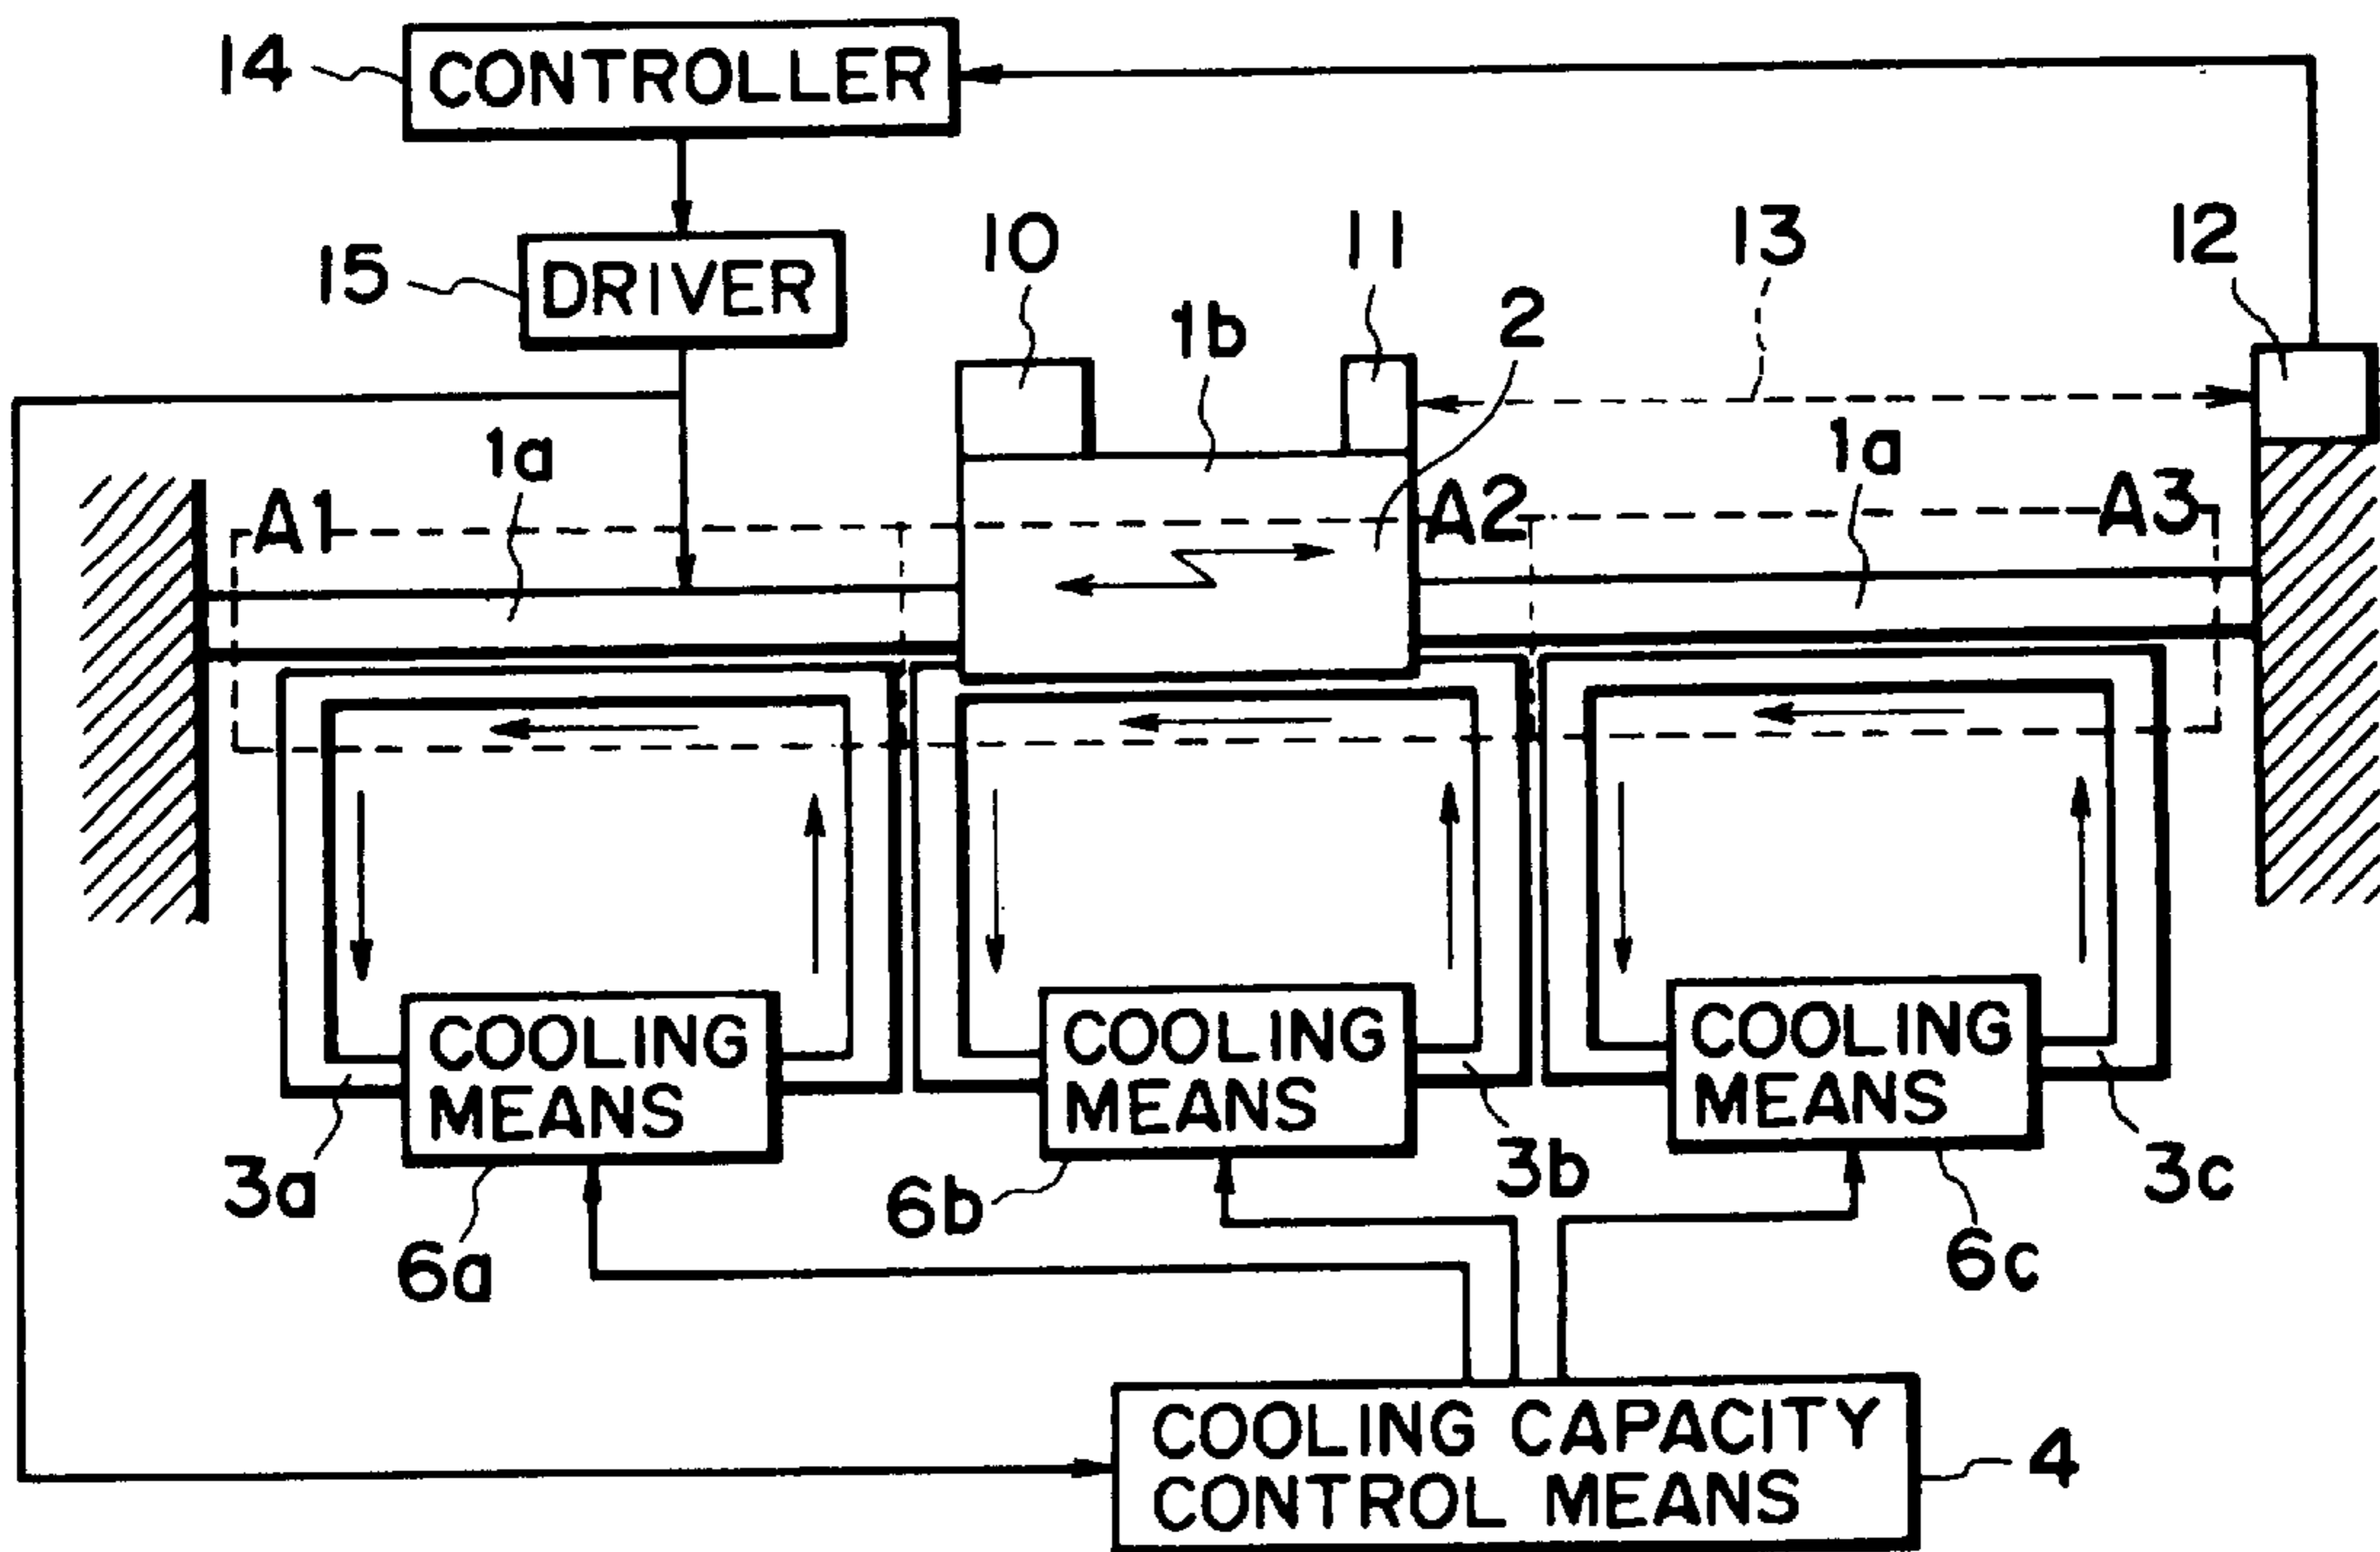 14
CONTROLLER
15
DRIVER
10
11
13
12
1b
2
1a
1a
A1
A2
A3
COOLING
MEANS
COOLING
MEANS
COOLING
MEANS
3a
6a
6b
3b
6c
3c
COOLING CAPACITY
CONTROL MEANS
4